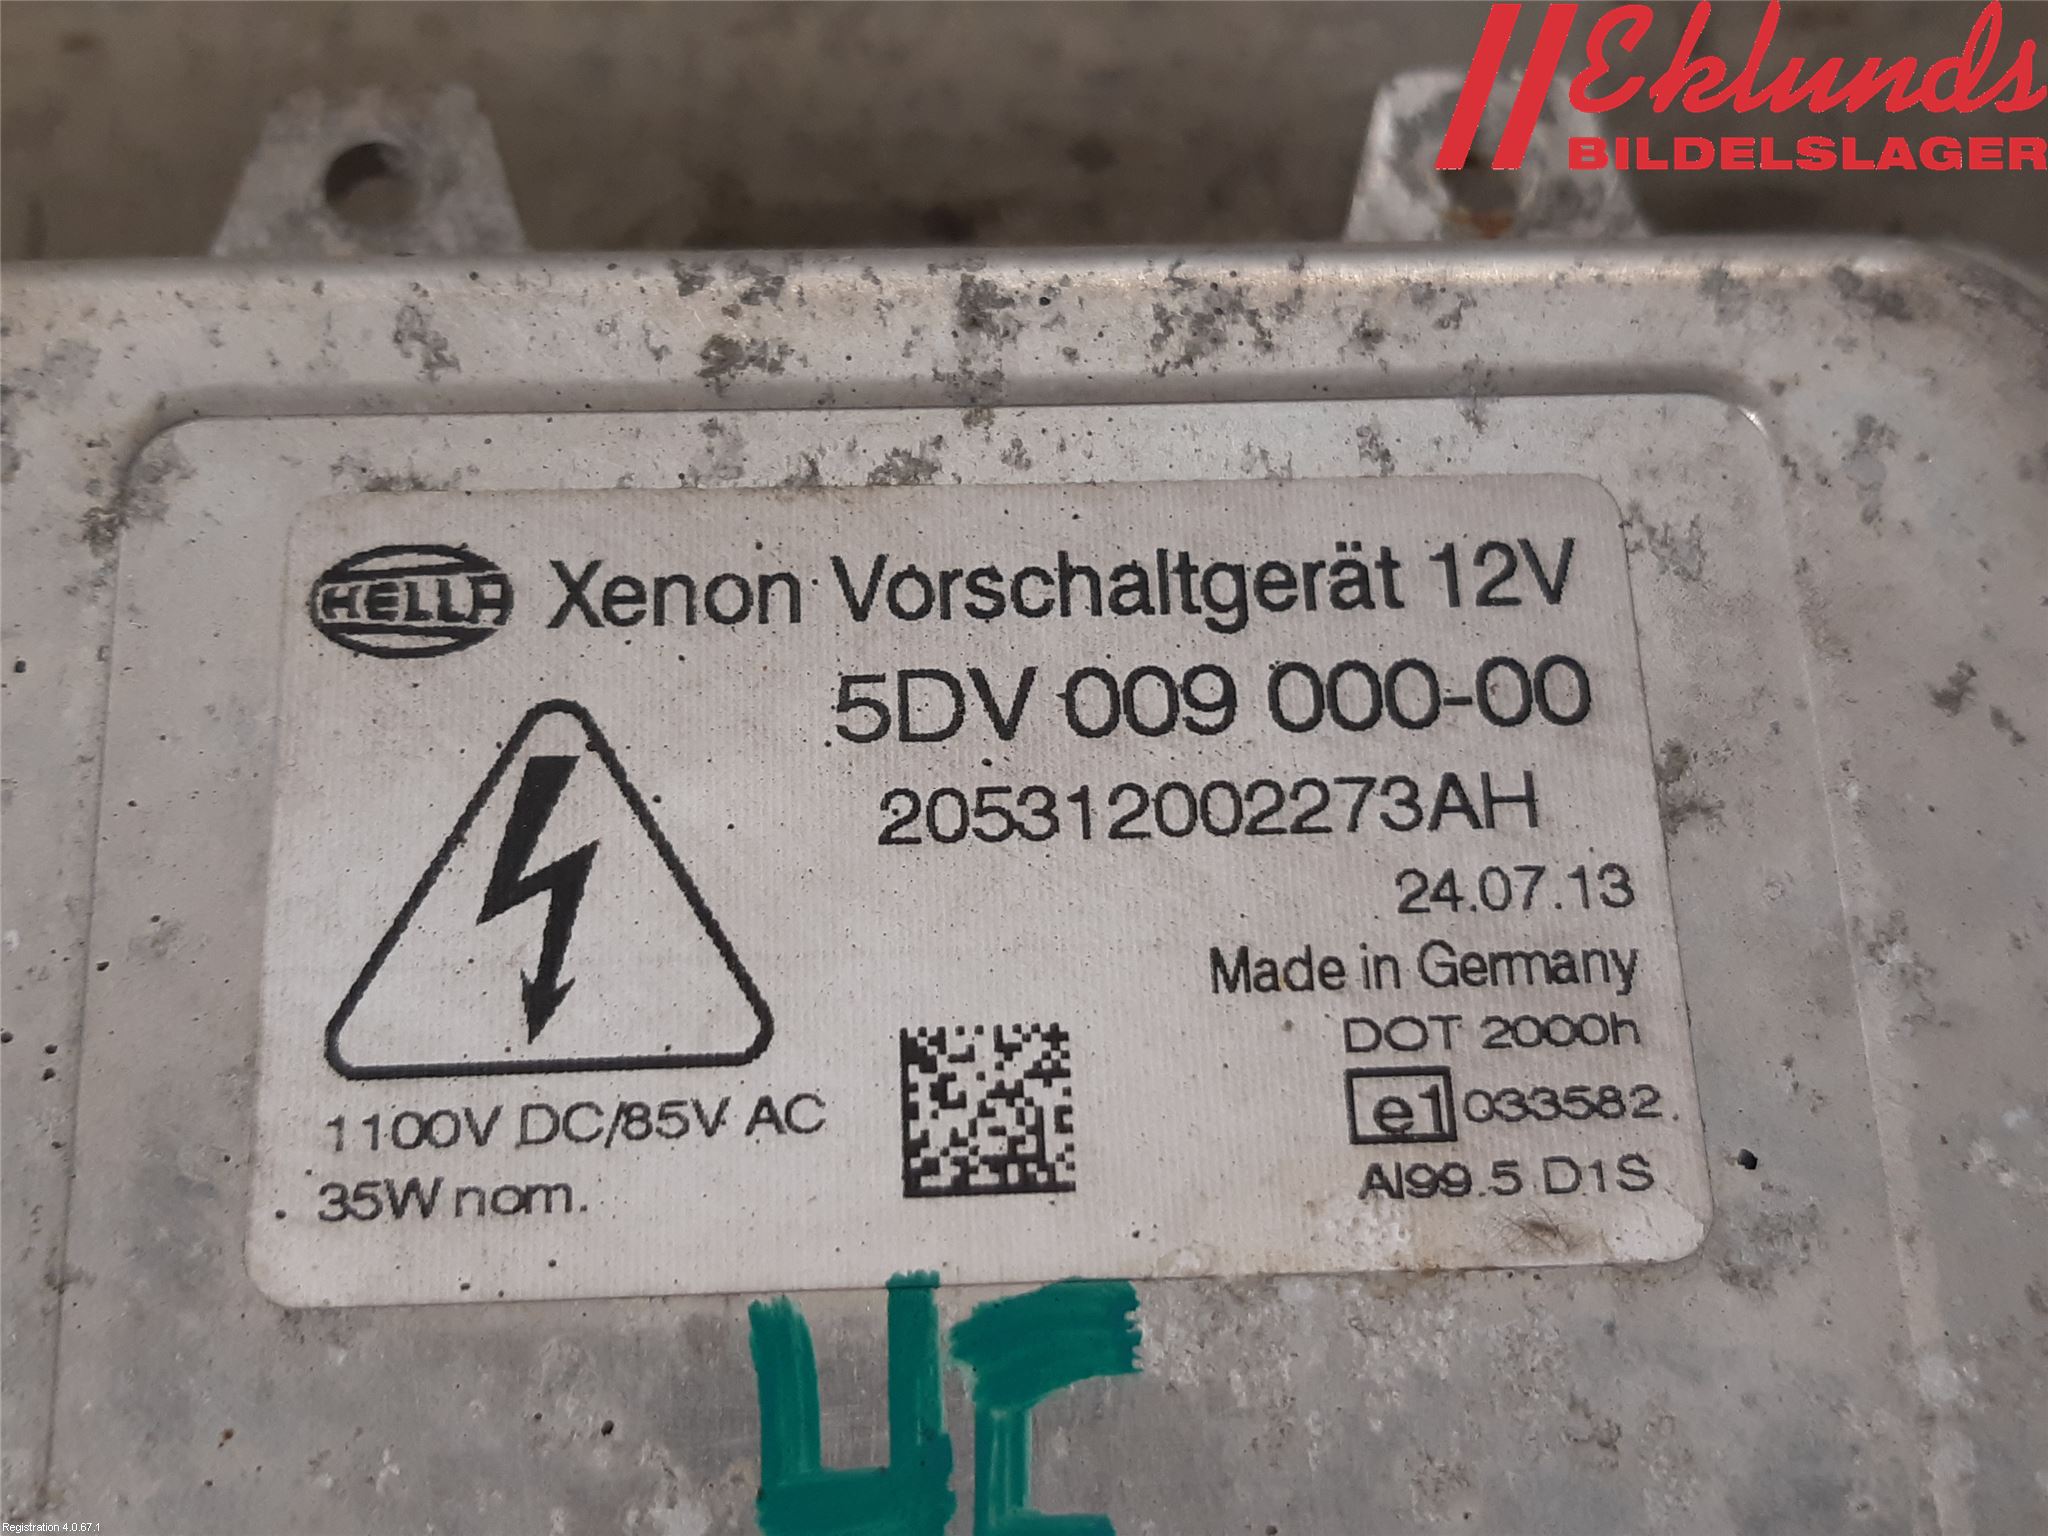 Eklunds
BILDELSLAGER
HELLA Xenon Vorschaltgerät 12V
5DV 009 000-00
205312002273AH
24.07.13
Made in Germany
DOT 2000h
e1 033582
Al99.5 D1S
1100V DC/85V AC
35W nom.
Registration 4.0.67.1